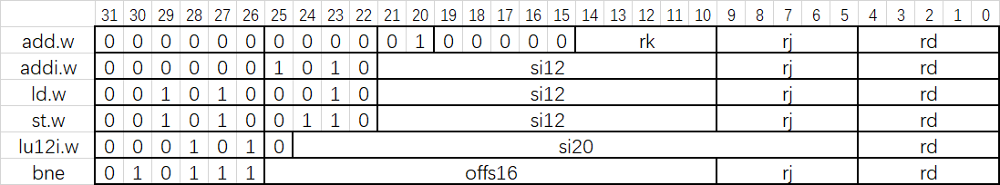 31 30 29 28 27 26 25 24 23 22 21 20 19 18 17 16 15 14 13 12 11 10 9 8 7 6 5 4 3 2 1 0
add.w 0 0 0 0 0 0 0 0 0 0 0 1 0 0 0 0 0 rk rj rd
addi.w 0 0 0 0 0 0 1 0 1 0 si12 rj rd
ld.w 0 0 1 0 1 0 0 0 1 0 si12 rj rd
st.w 0 0 1 0 1 0 0 1 1 0 si12 rj rd
lu12i.w 0 0 0 1 0 1 0 si20 rd
bne 0 1 0 1 1 1 offs16 rj rd